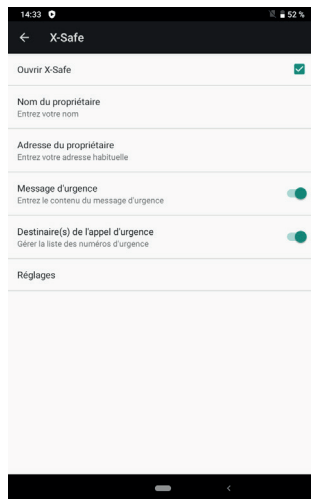 14:33 52 %
X-Safe
Ouvrir X-Safe
Nom du propriétaire
Entrez votre nom
Adresse du propriétaire
Entrez votre adresse habituelle
Message d'urgence
Entrez le contenu du message d'urgence
Destinaire(s) de l'appel d'urgence
Gérer la liste des numéros d'urgence
Réglages